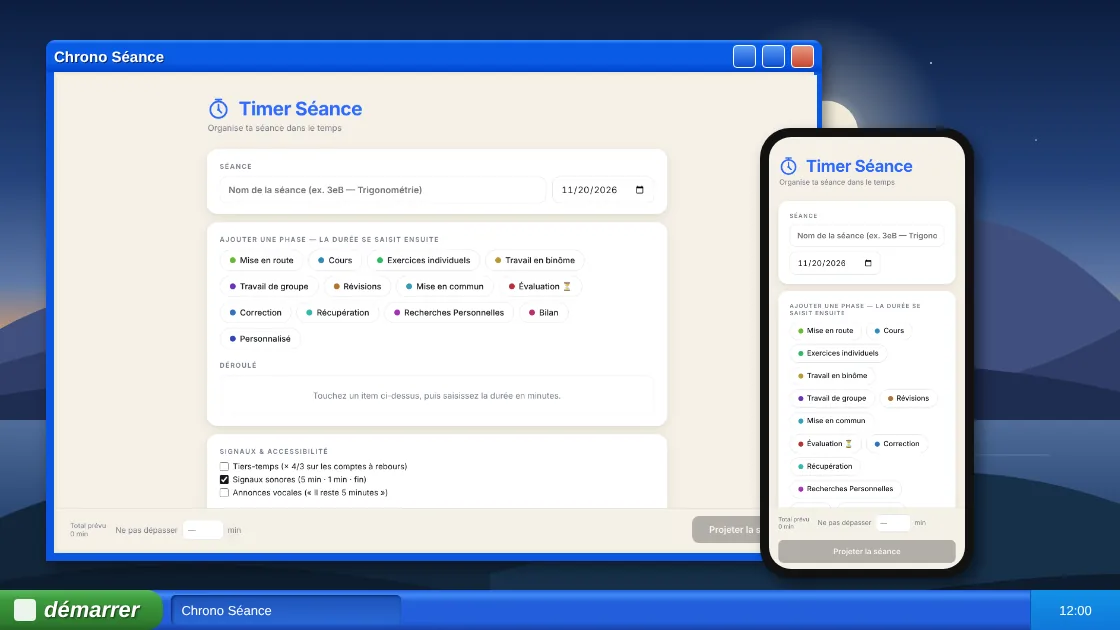 Chrono Séance
Timer Séance
Organise ta séance dans le temps
SÉANCE
Nom de la séance (ex. 3eB — Trigonométrie)
11/20/2026
AJOUTER UNE PHASE — LA DURÉE SE SAISIT ENSUITE
Mise en route
Cours
Exercices individuels
Travail en binôme
Travail de groupe
Révisions
Mise en commun
Évaluation ⏳
Correction
Récupération
Recherches Personnelles
Bilan
Personnalisé
DÉROULÉ
Touchez un item ci-dessus, puis saisissez la durée en minutes.
SIGNAUX & ACCESSIBILITÉ
Tiers-temps (× 4/3 sur les comptes à rebours)
Signaux sonores (5 min · 1 min · fin)
Annonces vocales (« Il reste 5 minutes »)
Total prévu
0 min
Ne pas dépasser — min
Projeter la s
Timer Séance
Organise ta séance dans le temps
SÉANCE
Nom de la séance (ex. 3eB — Trigono
11/20/2026
AJOUTER UNE PHASE — LA DURÉE SE
SAISIT ENSUITE
Mise en route
Cours
Exercices individuels
Travail en binôme
Travail de groupe
Révisions
Mise en commun
Évaluation ⏳
Correction
Récupération
Recherches Personnelles
Total prévu
0 min
Ne pas dépasser — min
Projeter la séance
démarrer
Chrono Séance
12:00